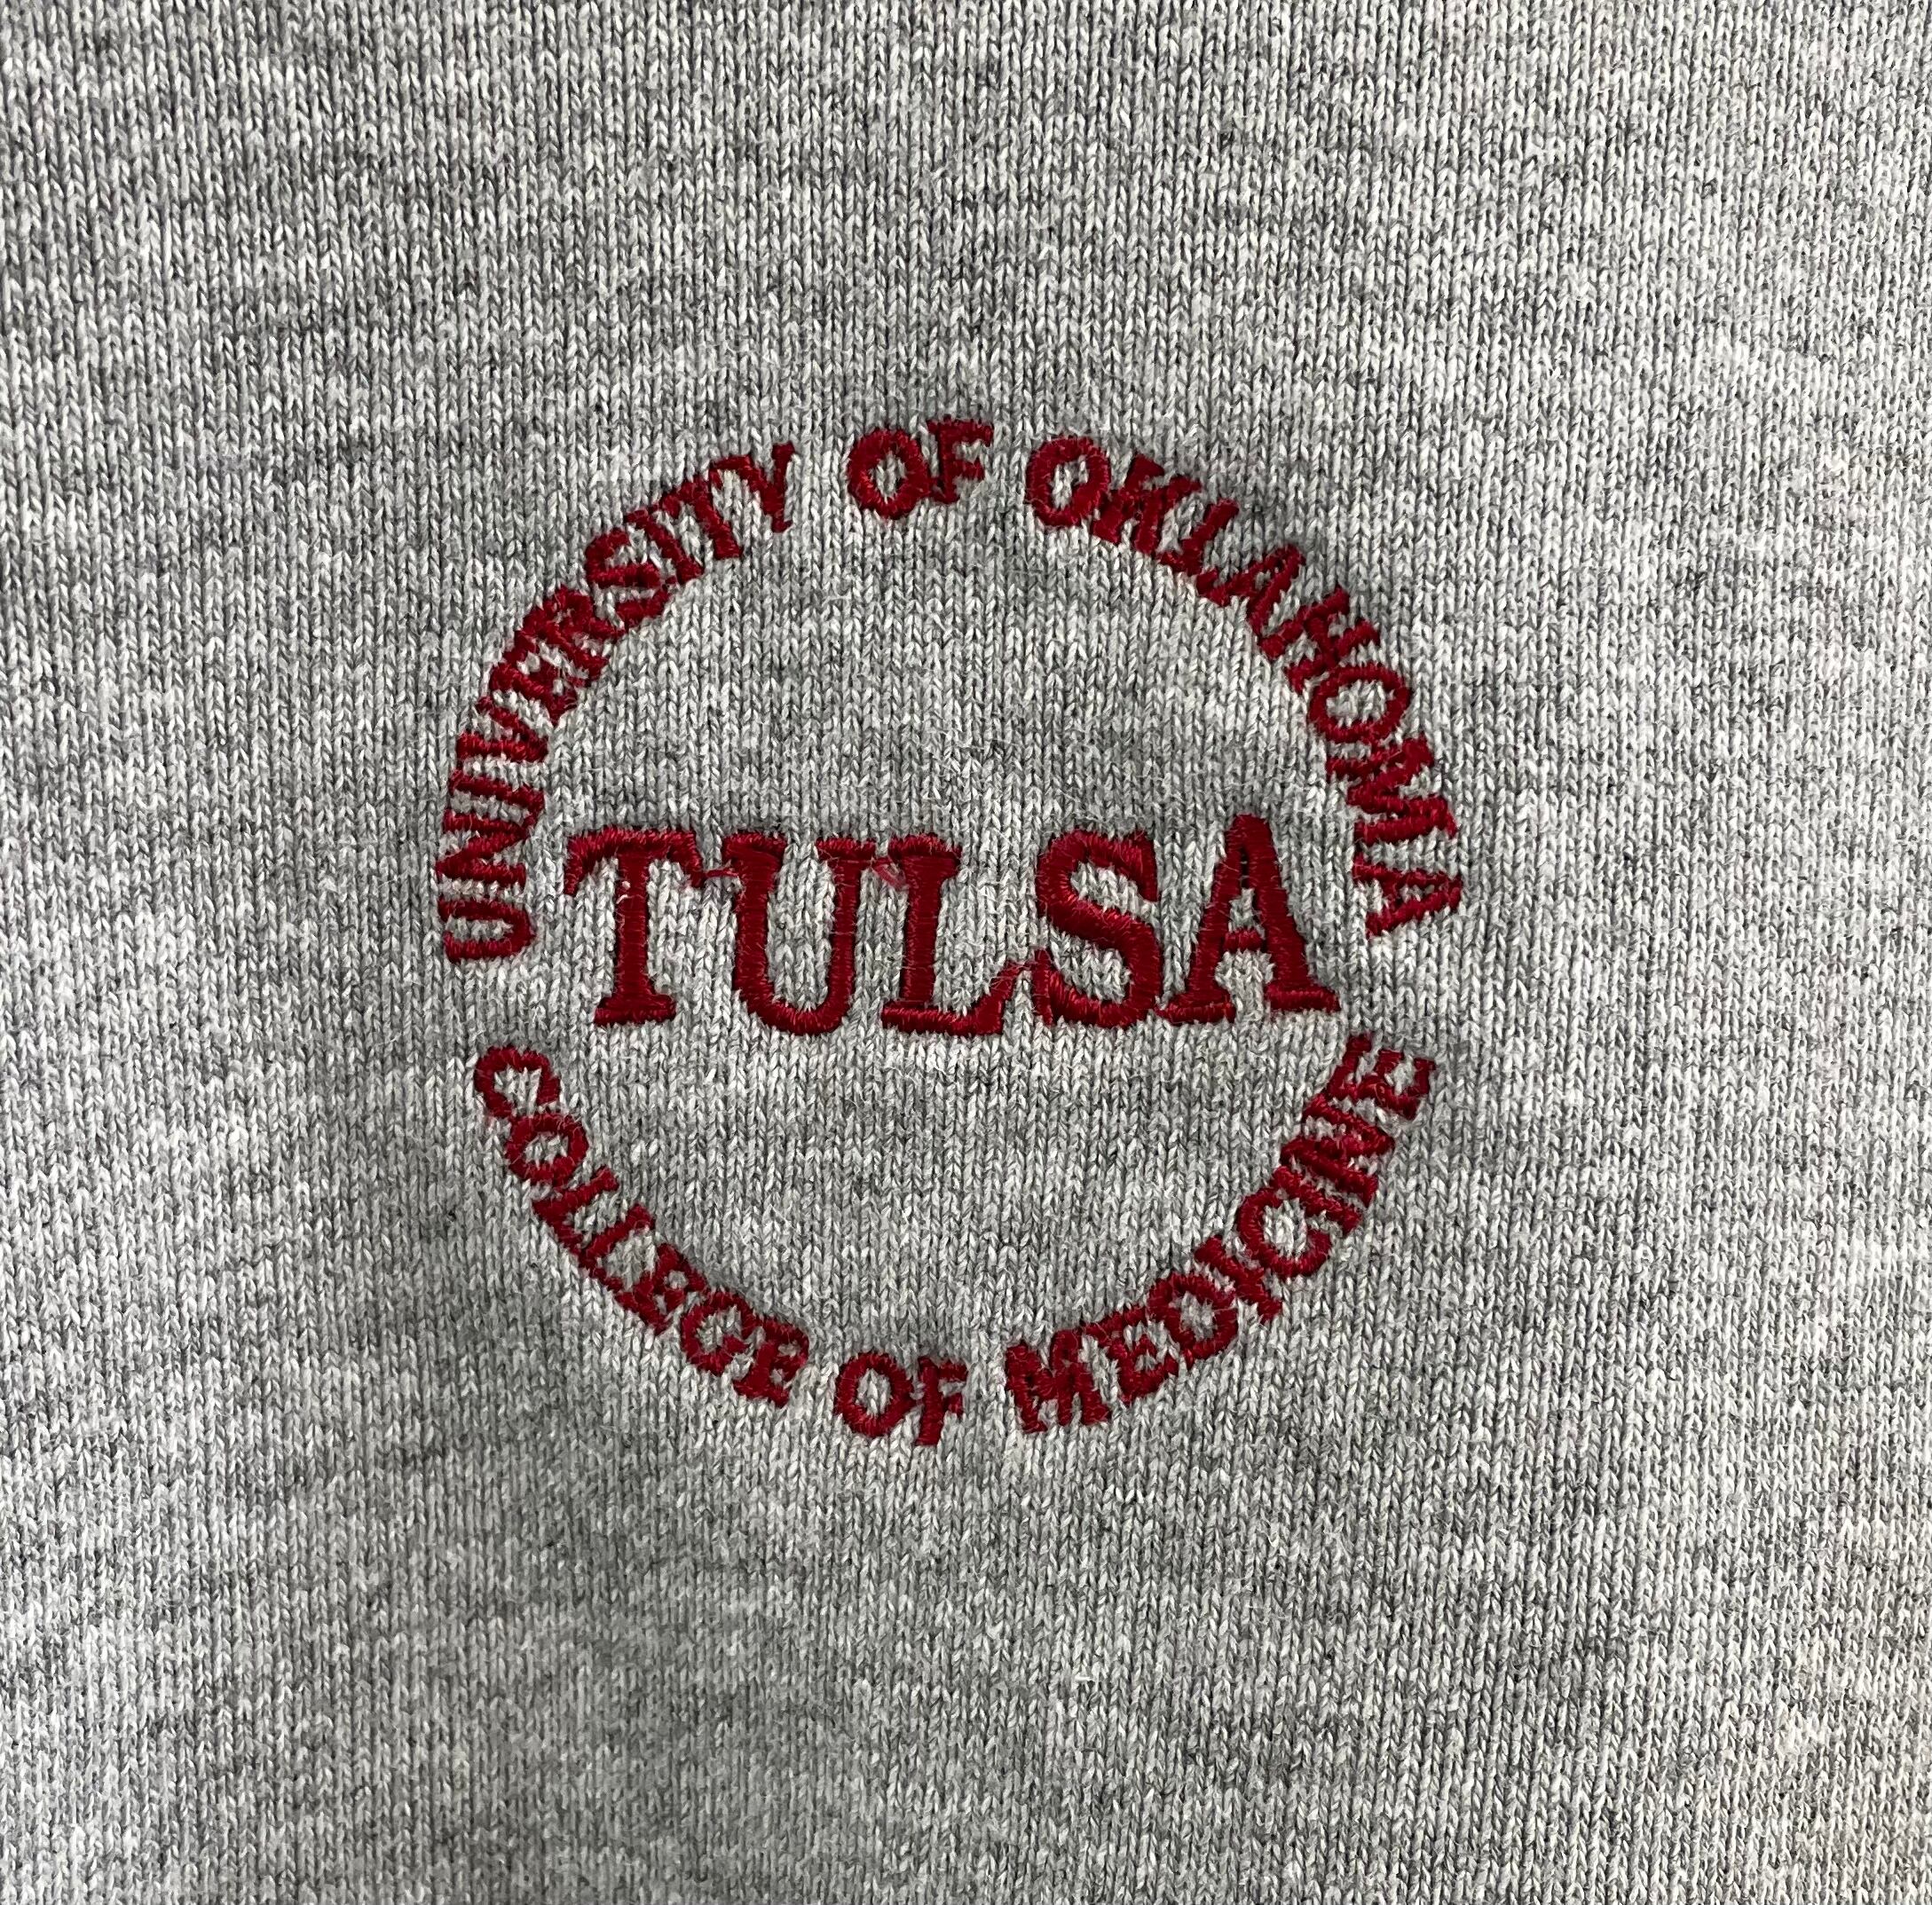 UNIVERSITY OF OKLAHOMA
TULSA
COLLEGE OF MEDICINE